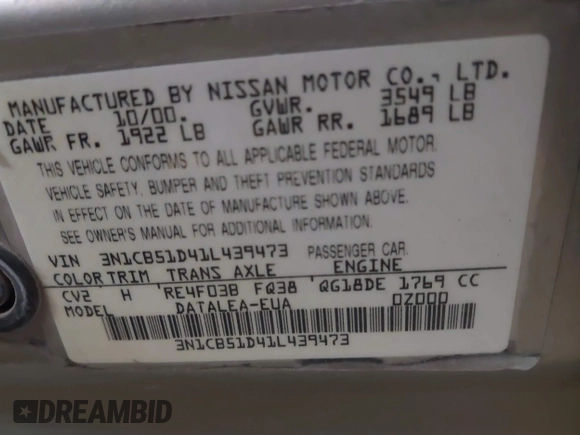 MANUFACTURED BY NISSAN MOTOR CO., LTD.
DATE 10/00. GVWR. 3549 LB
GAWR FR. 1922 LB GAWR RR. 1689 LB
THIS VEHICLE CONFORMS TO ALL APPLICABLE FEDERAL MOTOR
VEHICLE SAFETY, BUMPER AND THEFT PREVENTION STANDARDS
IN EFFECT ON THE DATE OF MANUFACTURE SHOWN ABOVE.
SEE OWNER'S MANUAL FOR ADDITIONAL INFORMATION.
VIN 3N1CB51D41L439473 PASSENGER CAR.
COLOR TRIM TRANS AXLE ENGINE
CV2 H RE4F03B FQ38 QG18DE 1769 CC
MODEL DATALEA-EUA 0Z000
3N1CB51D41L439473
DREAMBID